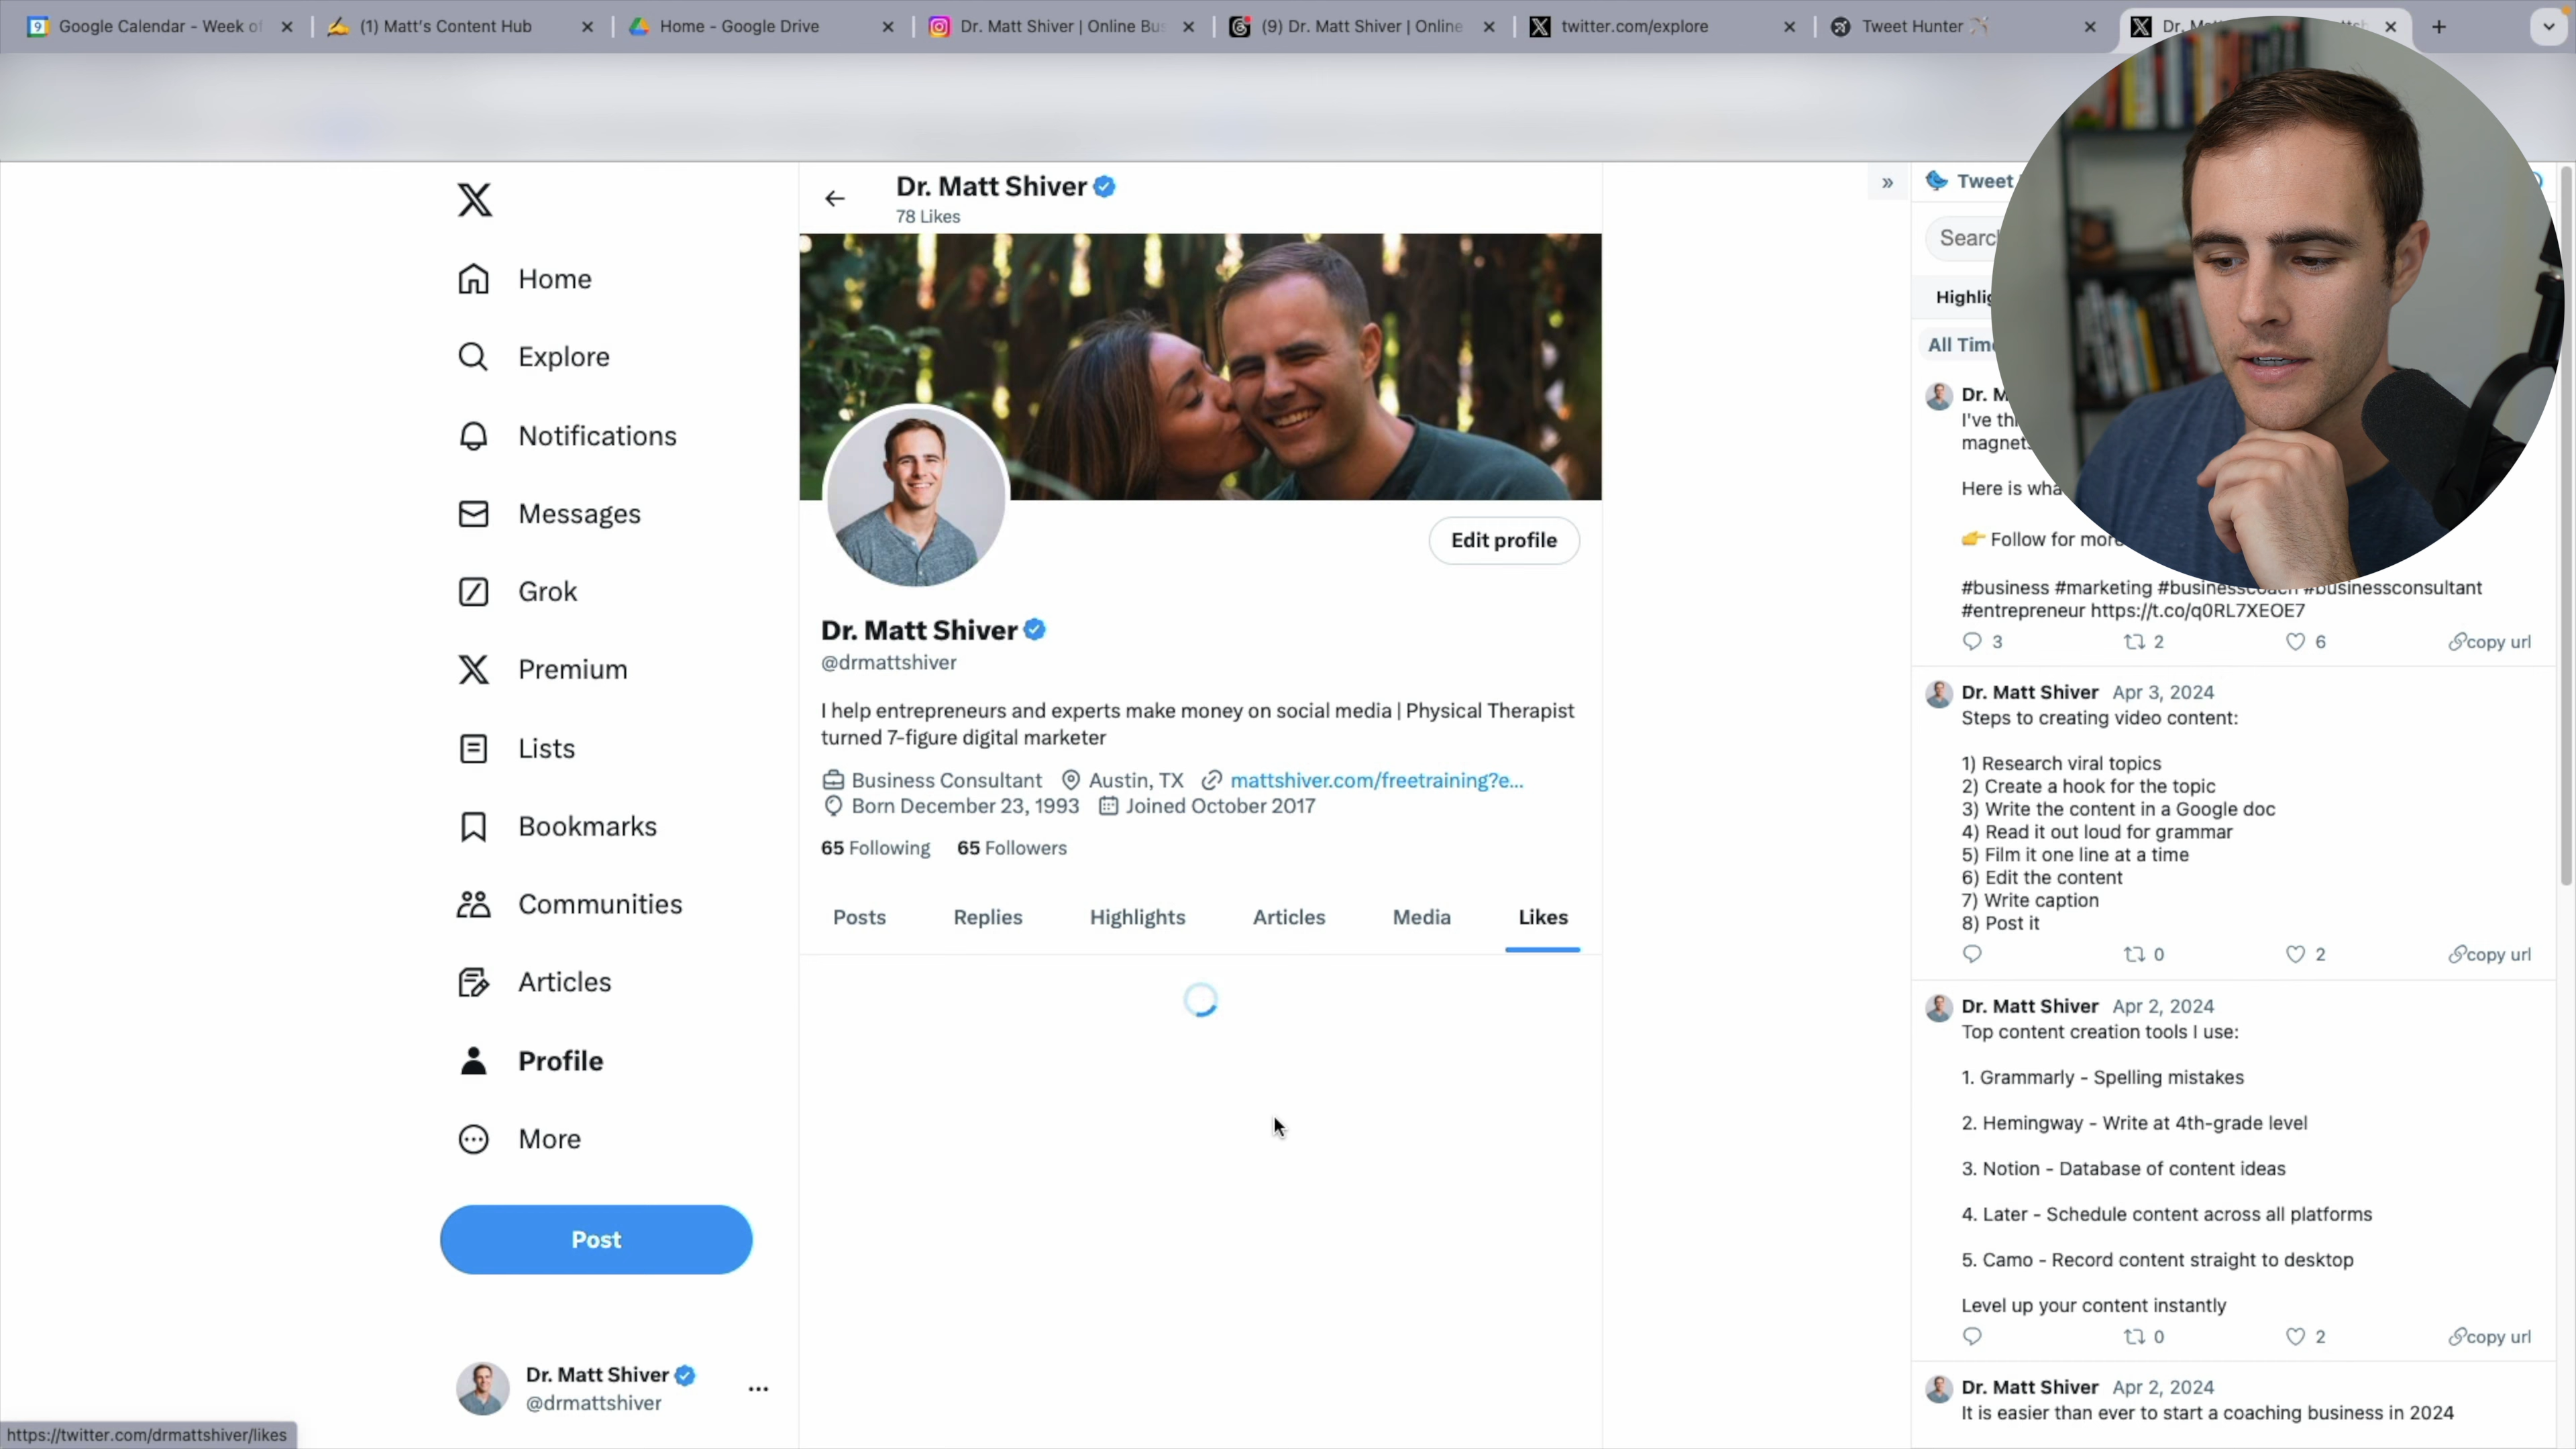 Google Calendar - Week of
(1) Matt's Content Hub
Home - Google Drive
Dr. Matt Shiver | Online Bus
(9) Dr. Matt Shiver | Online
twitter.com/explore
Tweet Hunter
Dr.
Dr. Matt Shiver
78 Likes
Home
Explore
Notifications
Messages
Grok
Premium
Lists
Bookmarks
Communities
Articles
Profile
More
Post
Dr. Matt Shiver
@drmattshiver
https://twitter.com/drmattshiver/likes
Edit profile
Dr. Matt Shiver
@drmattshiver
I help entrepreneurs and experts make money on social media | Physical Therapist
turned 7-figure digital marketer
Business Consultant Austin, TX mattshiver.com/freetraining?e...
Born December 23, 1993 Joined October 2017
65 Following 65 Followers
Posts Replies Highlights Articles Media Likes
» Tweet
All
Dr.
I've
Here is
👉 Follow for
#business #marketing #businessconsultant
#entrepreneur https://t.co/q0RL7XEOE7
3 2 6 copy url
Dr. Matt Shiver Apr 3, 2024
Steps to creating video content:
1) Research viral topics
2) Create a hook for the topic
3) Write the content in a Google doc
4) Read it out loud for grammar
5) Film it one line at a time
6) Edit the content
7) Write caption
8) Post it
0 2 copy url
Dr. Matt Shiver Apr 2, 2024
Top content creation tools I use:
1. Grammarly - Spelling mistakes
2. Hemingway - Write at 4th-grade level
3. Notion - Database of content ideas
4. Later - Schedule content across all platforms
5. Camo - Record content straight to desktop
Level up your content instantly
0 2 copy url
Dr. Matt Shiver Apr 2, 2024
It is easier than ever to start a coaching business in 2024